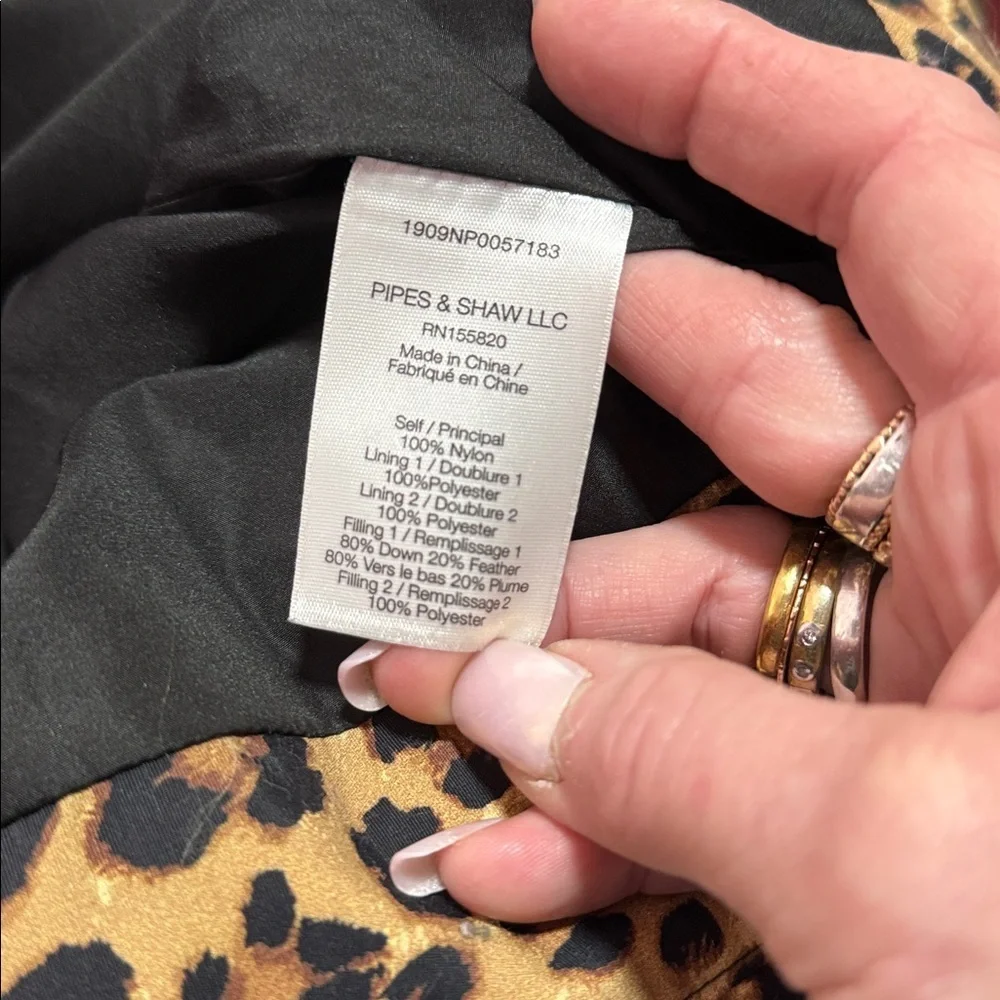 1909NP0057183
PIPES & SHAW LLC
RN155820
Made in China /
Fabriqué en Chine
Self / Principal
100% Nylon
Lining 1 / Doublure 1
100%Polyester
Lining 2 / Doublure 2
100% Polyester
Filling 1 / Remplissage 1
80% Down 20% Feather
80% Vers le bas 20% Plume
Filling 2 / Remplissage 2
100% Polyester